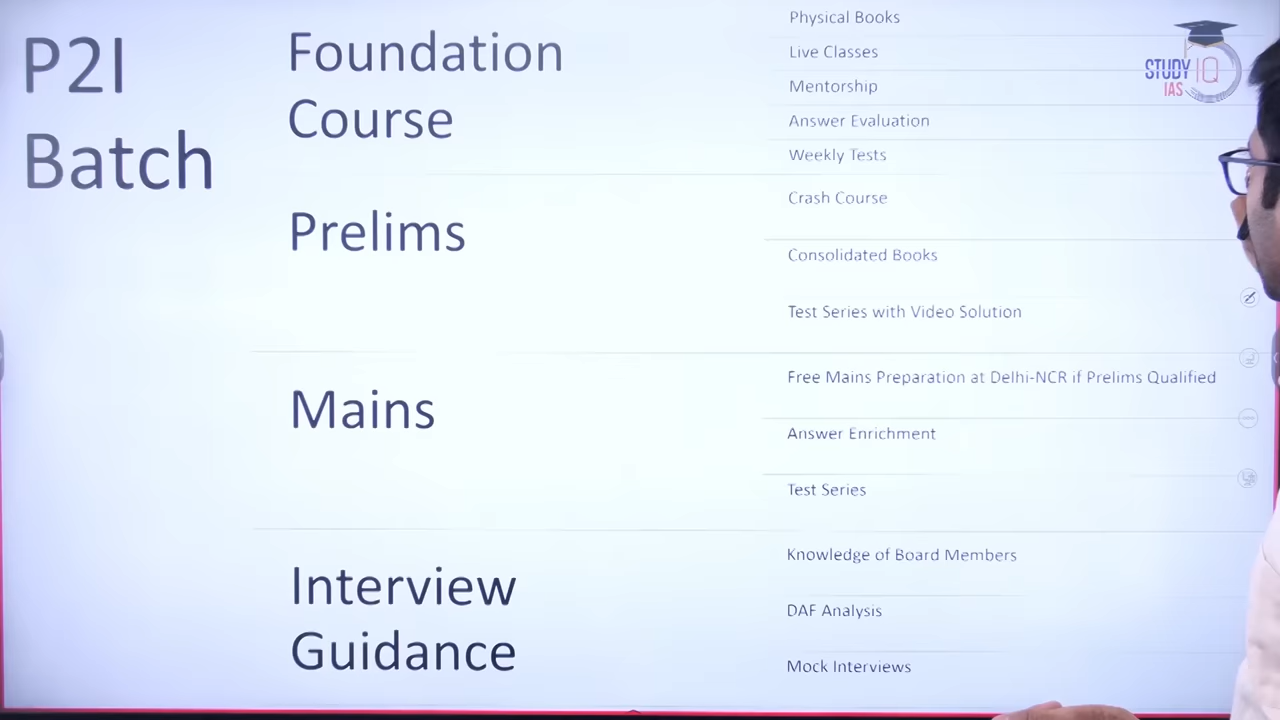 P2I
Batch
Foundation
Course
Physical Books
Live Classes
Mentorship
Answer Evaluation
Weekly Tests
Prelims
Crash Course
Consolidated Books
Test Series with Video Solution
Mains
Free Mains Preparation at Delhi-NCR if Prelims Qualified
Answer Enrichment
Test Series
Interview
Guidance
Knowledge of Board Members
DAF Analysis
Mock Interviews
STUDY IQ
IAS